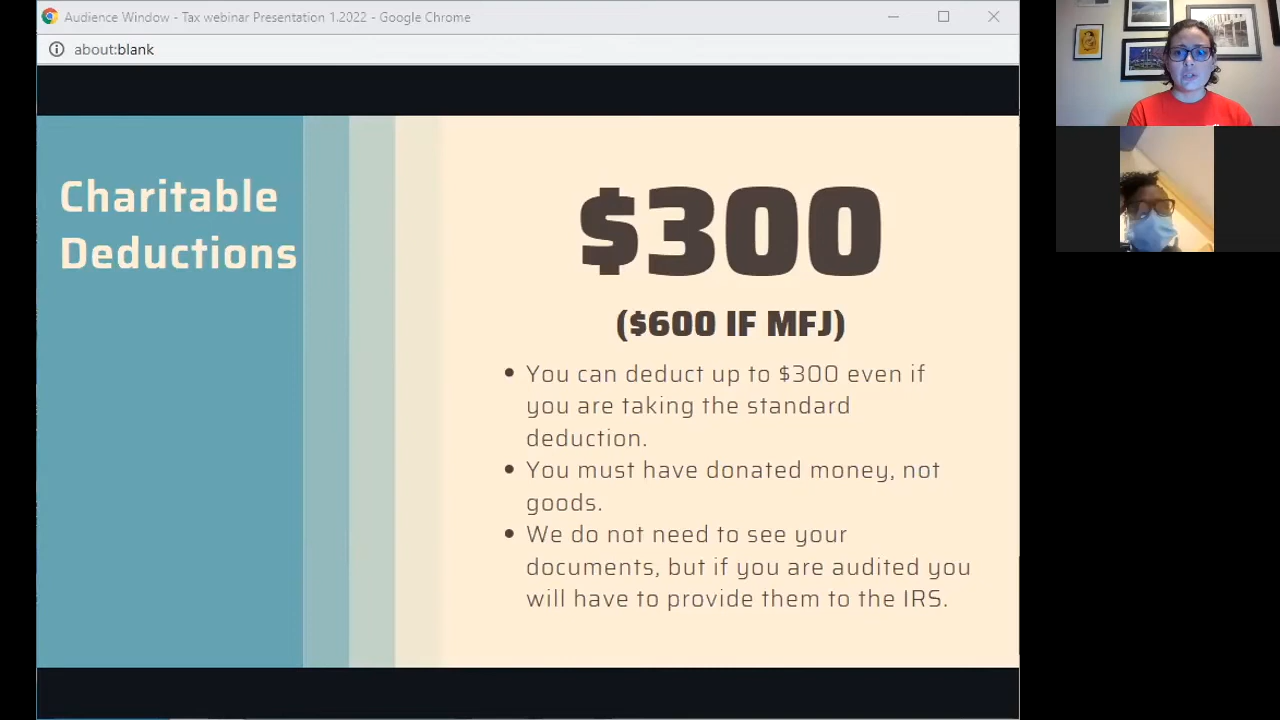 Audience Window - Tax webinar Presentation 1.2022 - Google Chrome
about:blank
Charitable
Deductions
$300
($600 IF MFJ)
• You can deduct up to $300 even if
you are taking the standard
deduction.
• You must have donated money, not
goods.
• We do not need to see your
documents, but if you are audited you
will have to provide them to the IRS.